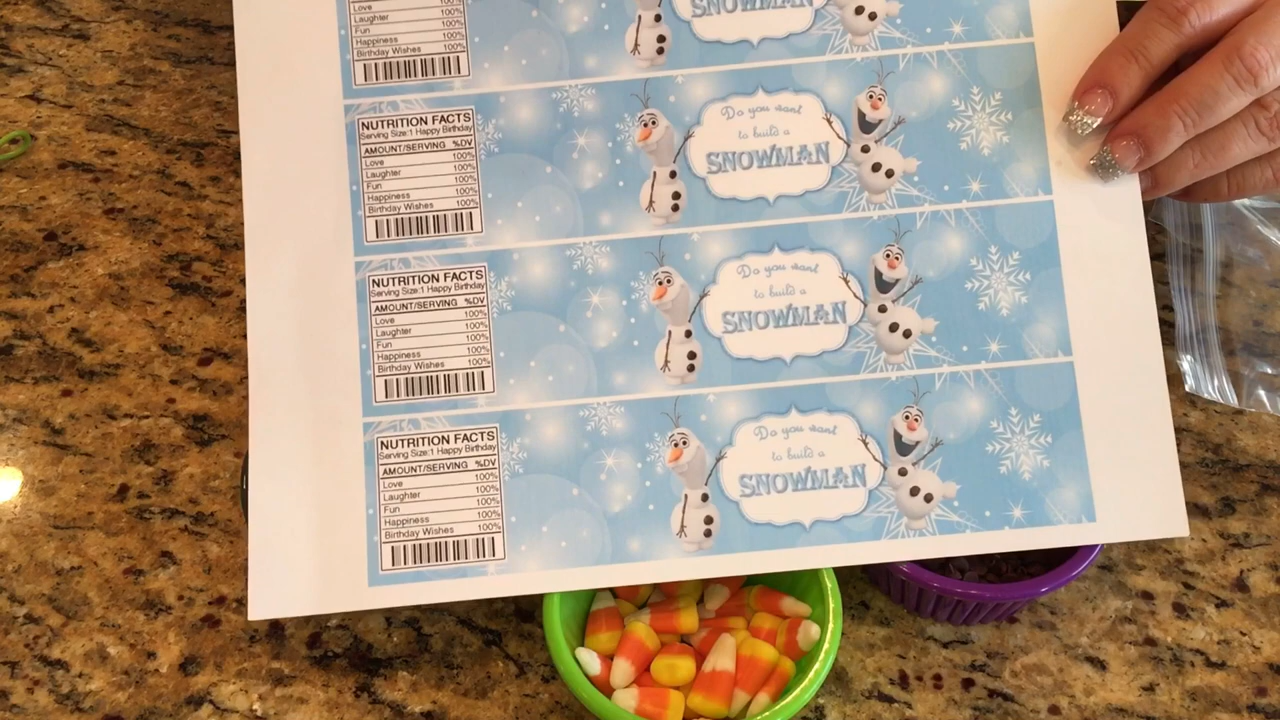 Love 100%
Laughter 100%
Fun 100%
Happiness 100%
Birthday Wishes 100%
SNOWMAN
NUTRITION FACTS
Serving Size:1 Happy Birthday
AMOUNT/SERVING %DV
Love 100%
Laughter 100%
Fun 100%
Happiness 100%
Birthday Wishes 100%
Do you want
to build a
SNOWMAN
NUTRITION FACTS
Serving Size:1 Happy Birthday
AMOUNT/SERVING %DV
Love 100%
Laughter 100%
Fun 100%
Happiness 100%
Birthday Wishes 100%
Do you want
to build a
SNOWMAN
NUTRITION FACTS
Serving Size:1 Happy Birthday
AMOUNT/SERVING %DV
Love 100%
Laughter 100%
Fun 100%
Happiness 100%
Birthday Wishes 100%
Do you want
to build a
SNOWMAN